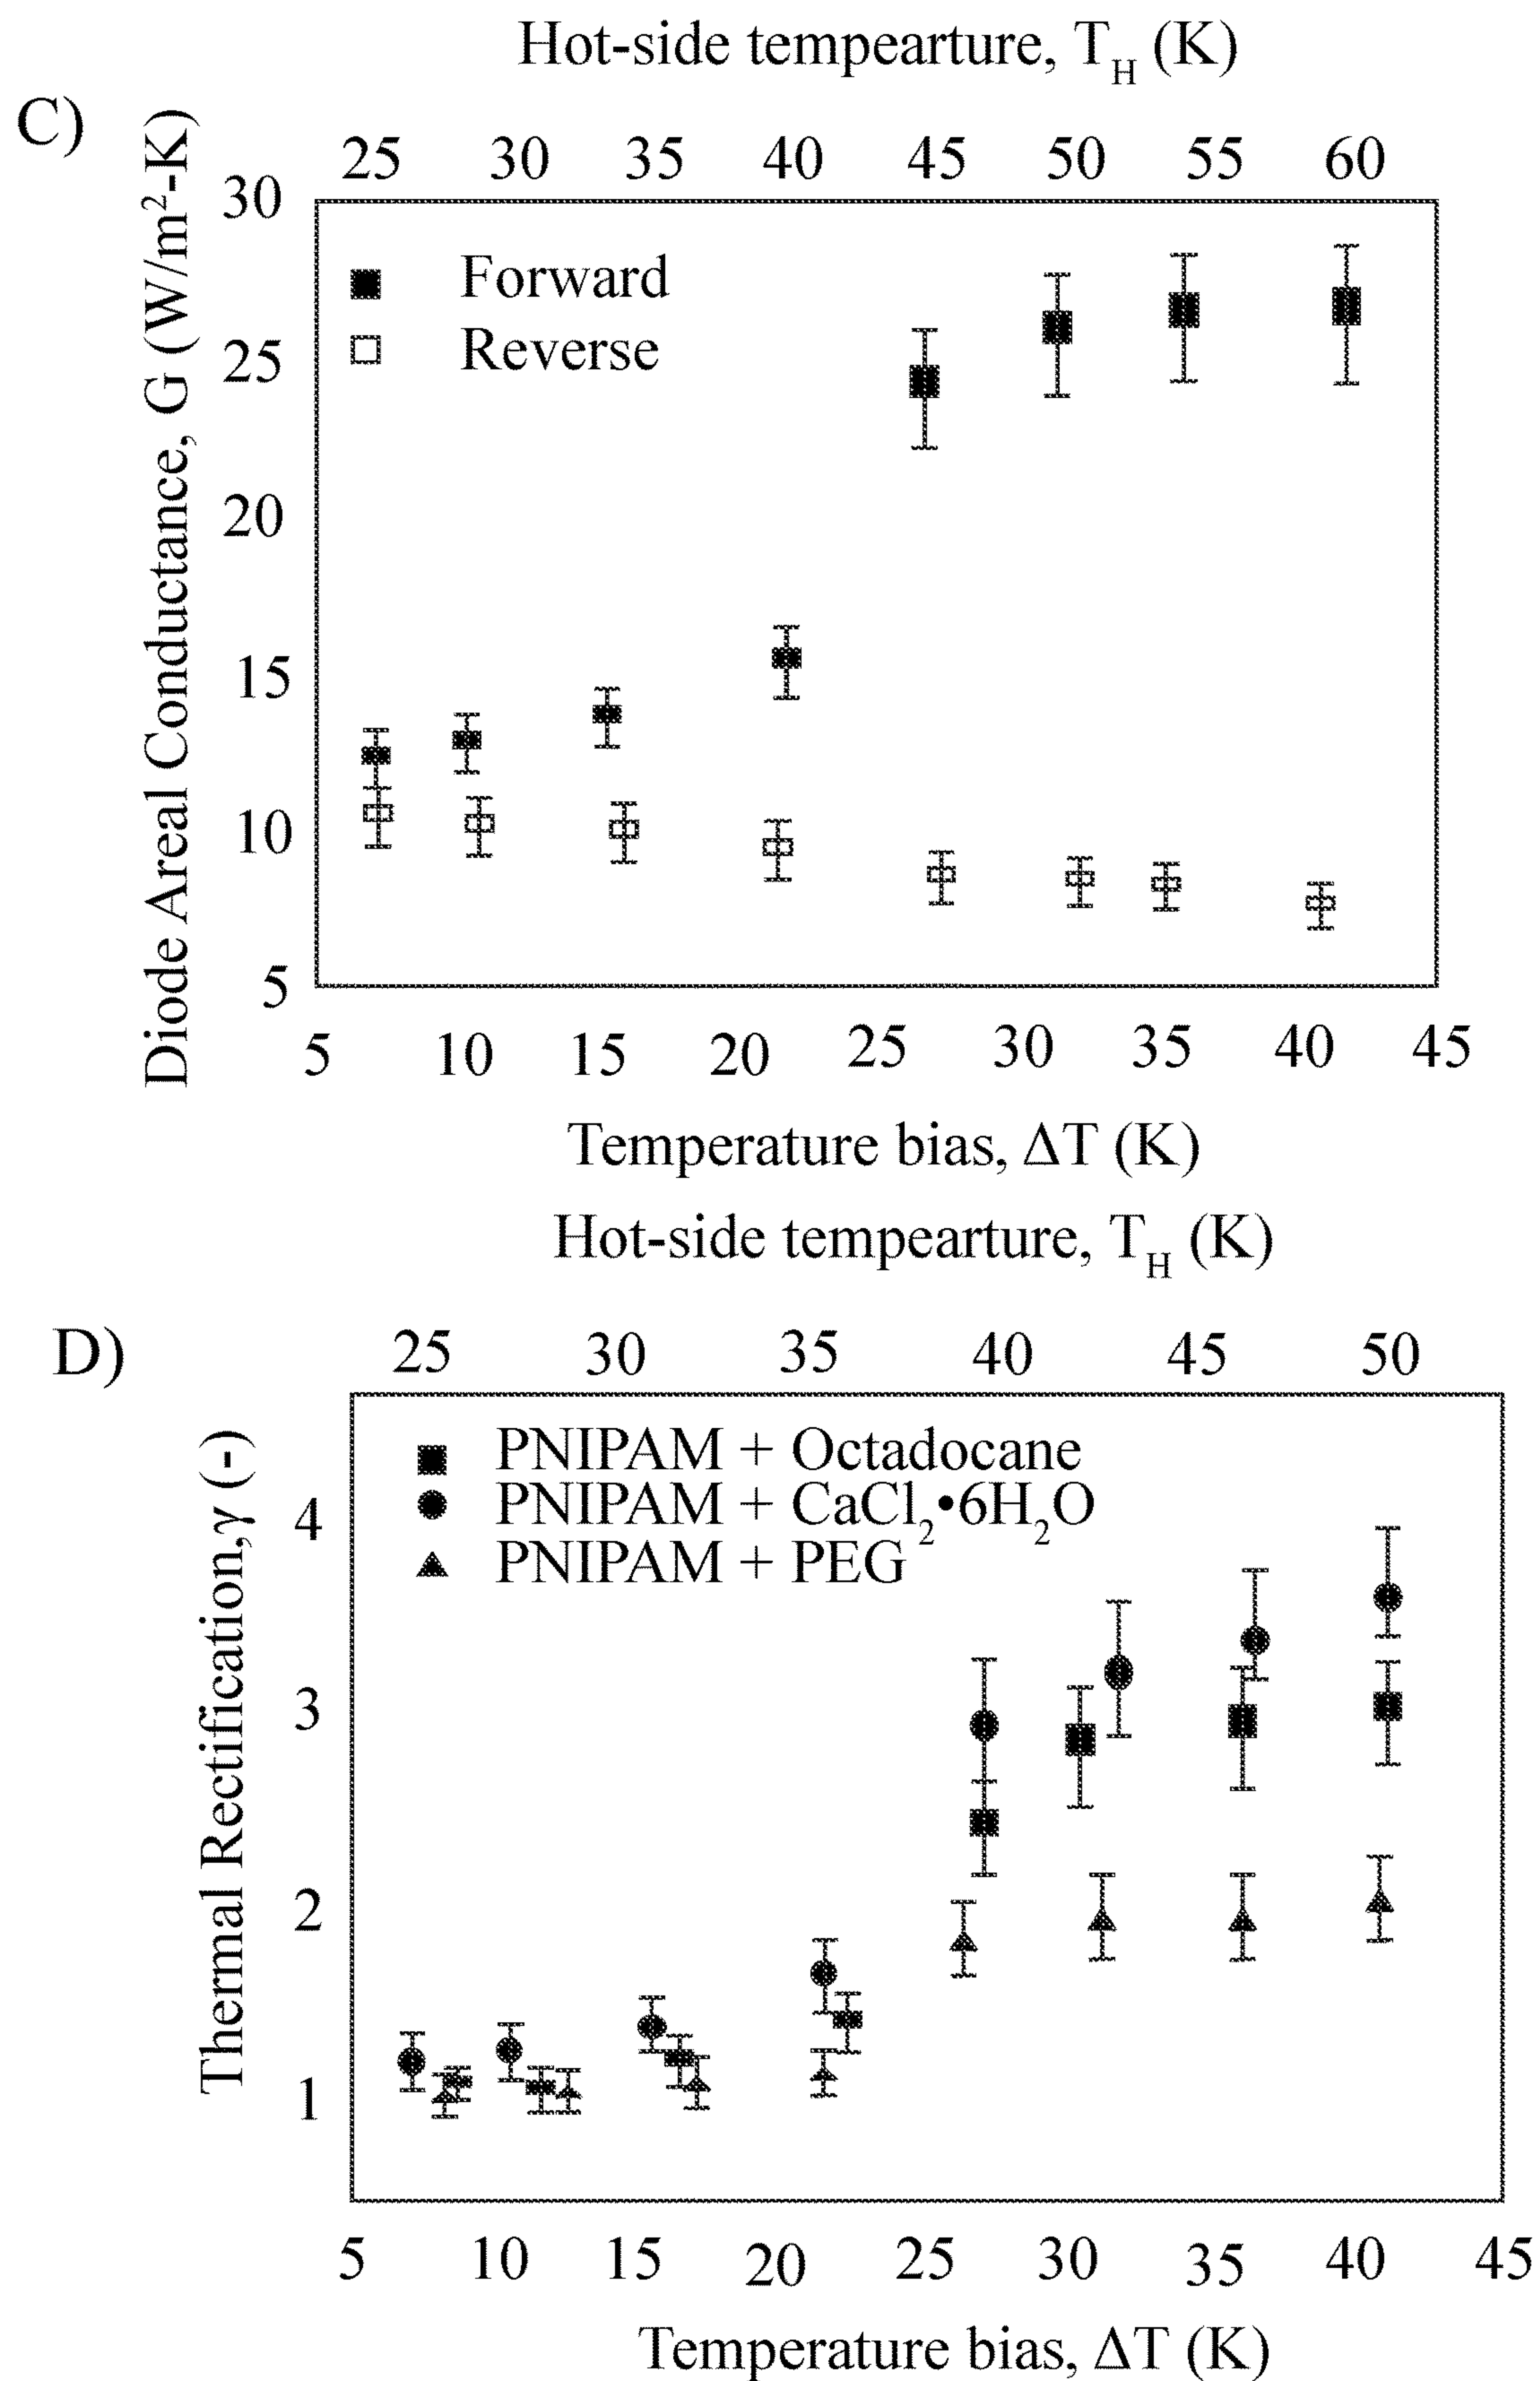 Hot-side tempearture, T_H (K)
C)
25 30 35 40 45 50 55 60
Diode Areal Conductance, G (W/m²-K)
30
25
20
15
10
5
Forward
Reverse
5 10 15 20 25 30 35 40 45
Temperature bias, ΔT (K)
Hot-side tempearture, T_H (K)
D)
25 30 35 40 45 50
Thermal Rectification,γ (-)
4
3
2
1
PNIPAM + Octadocane
PNIPAM + CaCl₂•6H₂O
PNIPAM + PEG
5 10 15 20 25 30 35 40 45
Temperature bias, ΔT (K)